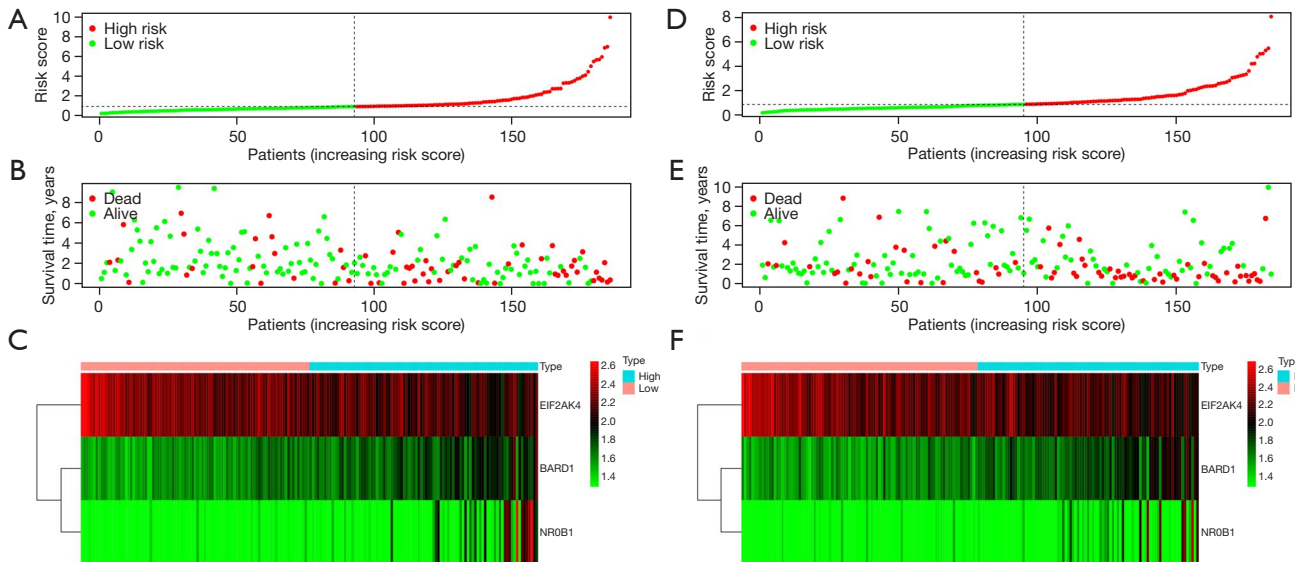 A
Risk score
10
8
6
4
2
0
High risk
Low risk
0 50 100 150
Patients (increasing risk score)
D
Risk score
8
6
4
2
0
High risk
Low risk
0 50 100 150
Patients (increasing risk score)
B
Survival time, years
8
6
4
2
0
Dead
Alive
0 50 100 150
Patients (increasing risk score)
E
Survival time, years
10
8
6
4
2
0
Dead
Alive
0 50 100 150
Patients (increasing risk score)
C
Type
EIF2AK4
BARD1
NR0B1
2.6
2.4
2.2
2.0
1.8
1.6
1.4
Type
High
Low
F
Type
EIF2AK4
BARD1
NR0B1
2.6
2.4
2.2
2.0
1.8
1.6
1.4